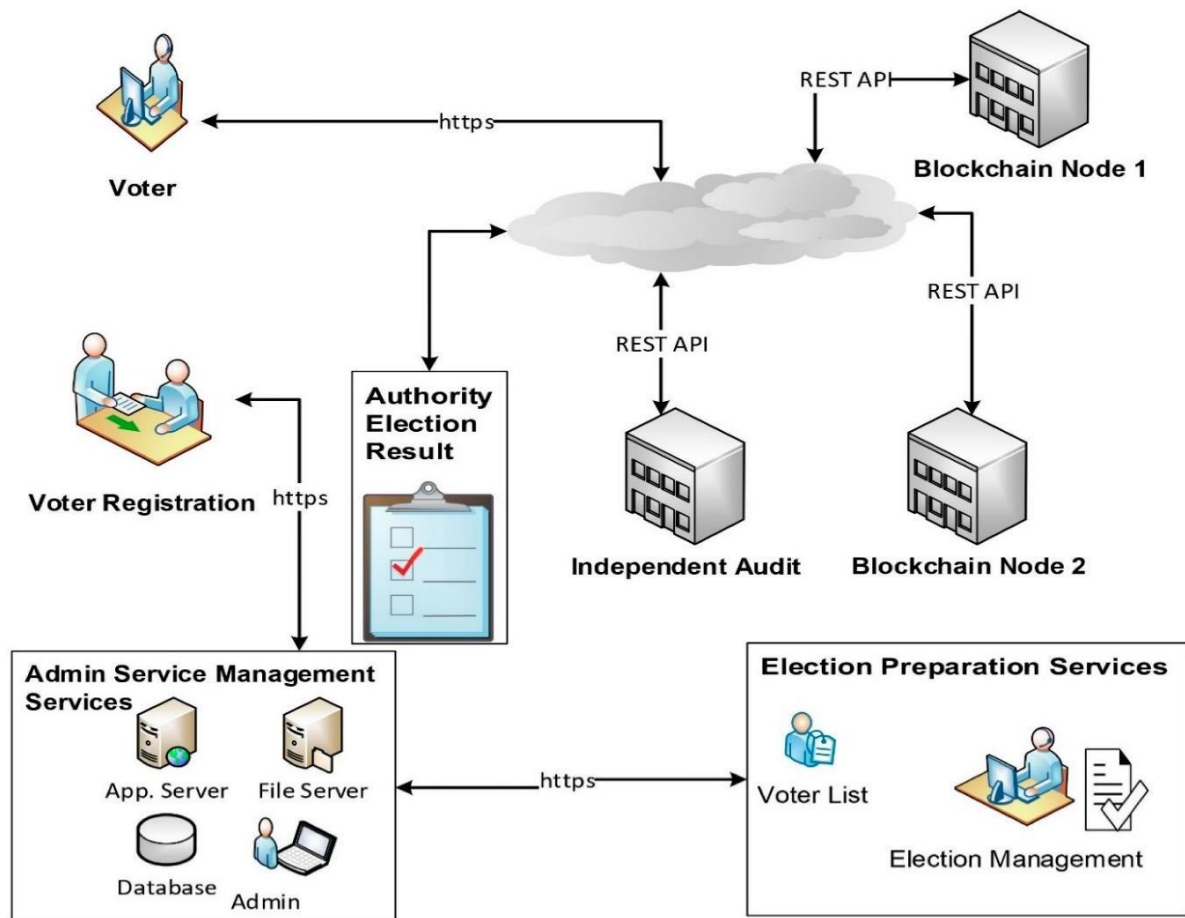 REST API
https
Voter
Blockchain Node 1
REST API
REST API
Authority
Election
Result
Voter Registration
https
Independent Audit
Blockchain Node 2
Admin Service Management
Services
App. Server
File Server
Database
Admin
https
Election Preparation Services
Voter List
Election Management